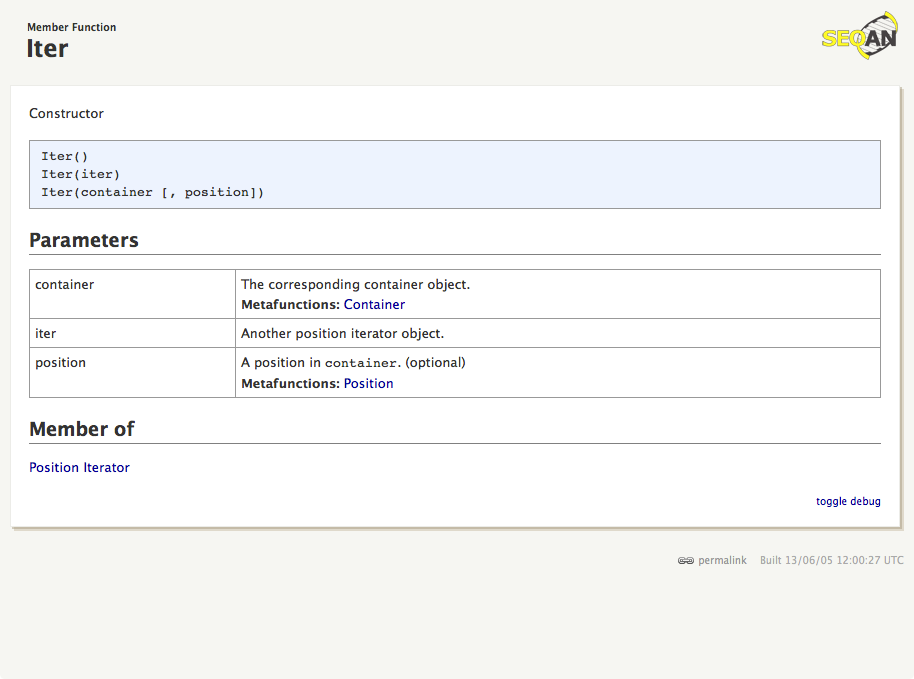 Member Function
Iter
SEQAN
Constructor
Iter()
Iter(iter)
Iter(container [, position])
Parameters
container
The corresponding container object.
Metafunctions: Container
iter
Another position iterator object.
position
A position in container. (optional)
Metafunctions: Position
Member of
Position Iterator
toggle debug
permalink Built 13/06/05 12:00:27 UTC